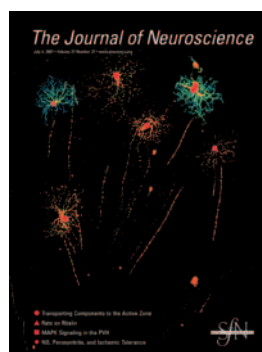 The Journal of Neuroscience
Transporting Components to the Active Zone
Rats on Ritalin
MAPK Signaling in the PVN
NO, Peroxynitrite, and Ischemic Tolerance
SfN